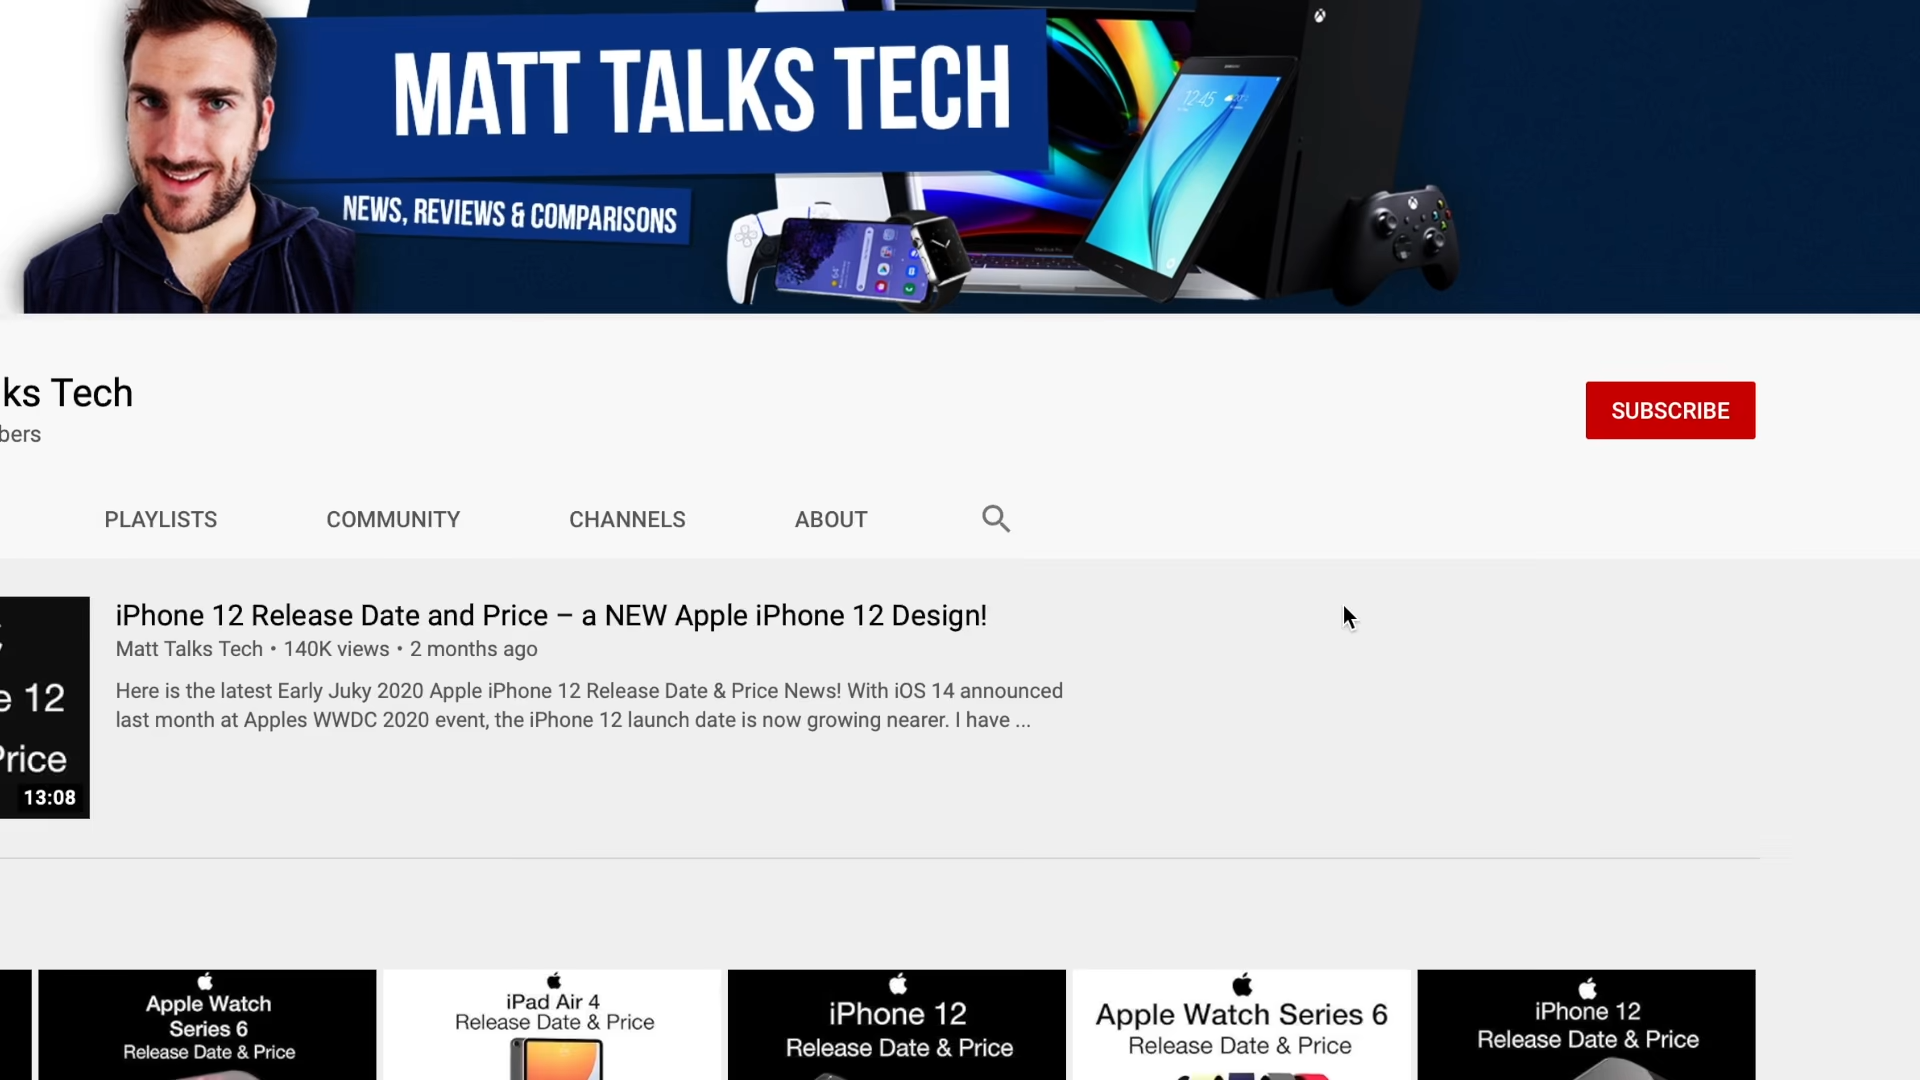 MATT TALKS TECH
NEWS, REVIEWS & COMPARISONS
12:45
ks Tech
bers
SUBSCRIBE
PLAYLISTS
COMMUNITY
CHANNELS
ABOUT
iPhone 12 Release Date and Price – a NEW Apple iPhone 12 Design!
Matt Talks Tech • 140K views • 2 months ago
Here is the latest Early Juky 2020 Apple iPhone 12 Release Date & Price News! With iOS 14 announced
last month at Apples WWDC 2020 event, the iPhone 12 launch date is now growing nearer. I have ...
e 12
Price
13:08
Apple Watch
Series 6
Release Date & Price
iPad Air 4
Release Date & Price
iPhone 12
Release Date & Price
Apple Watch Series 6
Release Date & Price
iPhone 12
Release Date & Price